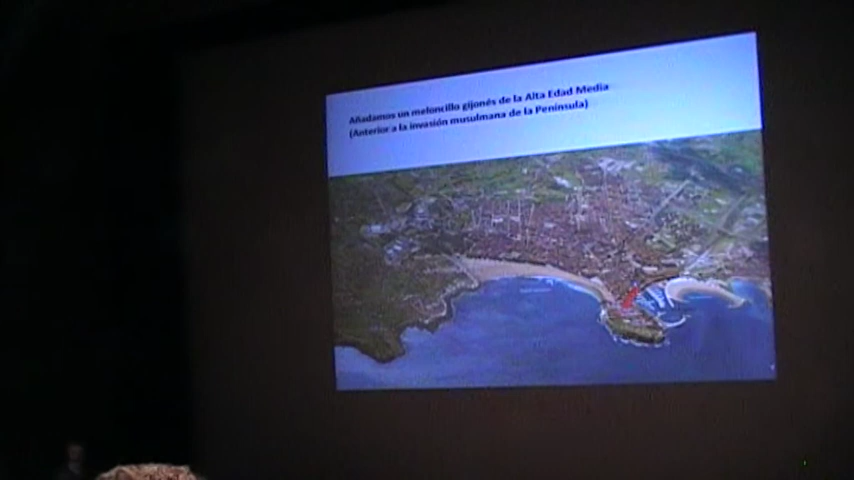 Añadamos un meloncillo gijonés de la Alta Edad Media
(Anterior a la invasión musulmana de la Península)